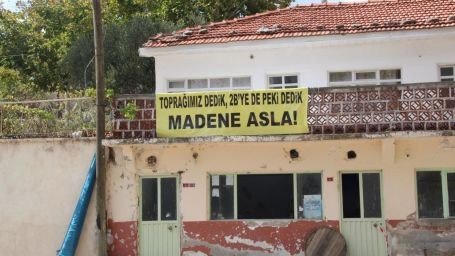 TOPRAĞIMIZ DEDİK, 2B'YE DE PEKİ DEDİK
MADENE ASLA!